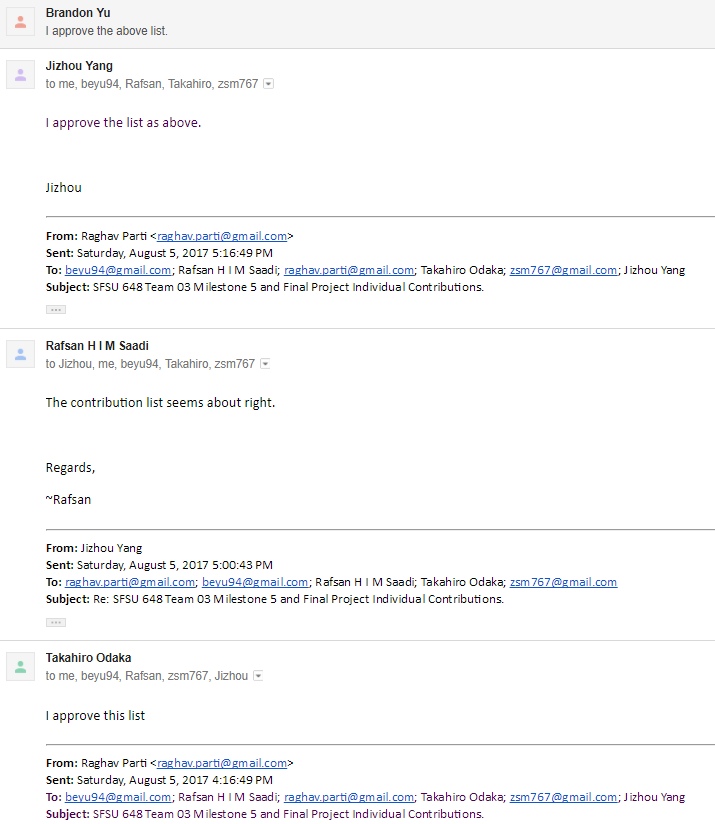 Brandon Yu
I approve the above list.
Jizhou Yang
to me, beyu94, Rafsan, Takahiro, zsm767
I approve the list as above.
Jizhou
From: Raghav Parti <raghav.parti@gmail.com>
Sent: Saturday, August 5, 2017 5:16:49 PM
To: beyu94@gmail.com; Rafsan H I M Saadi; raghav.parti@gmail.com; Takahiro Odaka; zsm767@gmail.com; Jizhou Yang
Subject: SFSU 648 Team 03 Milestone 5 and Final Project Individual Contributions.
Rafsan H I M Saadi
to Jizhou, me, beyu94, Takahiro, zsm767
The contribution list seems about right.
Regards,
~Rafsan
From: Jizhou Yang
Sent: Saturday, August 5, 2017 5:00:43 PM
To: raghav.parti@gmail.com; beyu94@gmail.com; Rafsan H I M Saadi; Takahiro Odaka; zsm767@gmail.com
Subject: Re: SFSU 648 Team 03 Milestone 5 and Final Project Individual Contributions.
Takahiro Odaka
to me, beyu94, Rafsan, zsm767, Jizhou
I approve this list
From: Raghav Parti <raghav.parti@gmail.com>
Sent: Saturday, August 5, 2017 4:16:49 PM
To: beyu94@gmail.com; Rafsan H I M Saadi; raghav.parti@gmail.com; Takahiro Odaka; zsm767@gmail.com; Jizhou Yang
Subject: SFSU 648 Team 03 Milestone 5 and Final Project Individual Contributions.